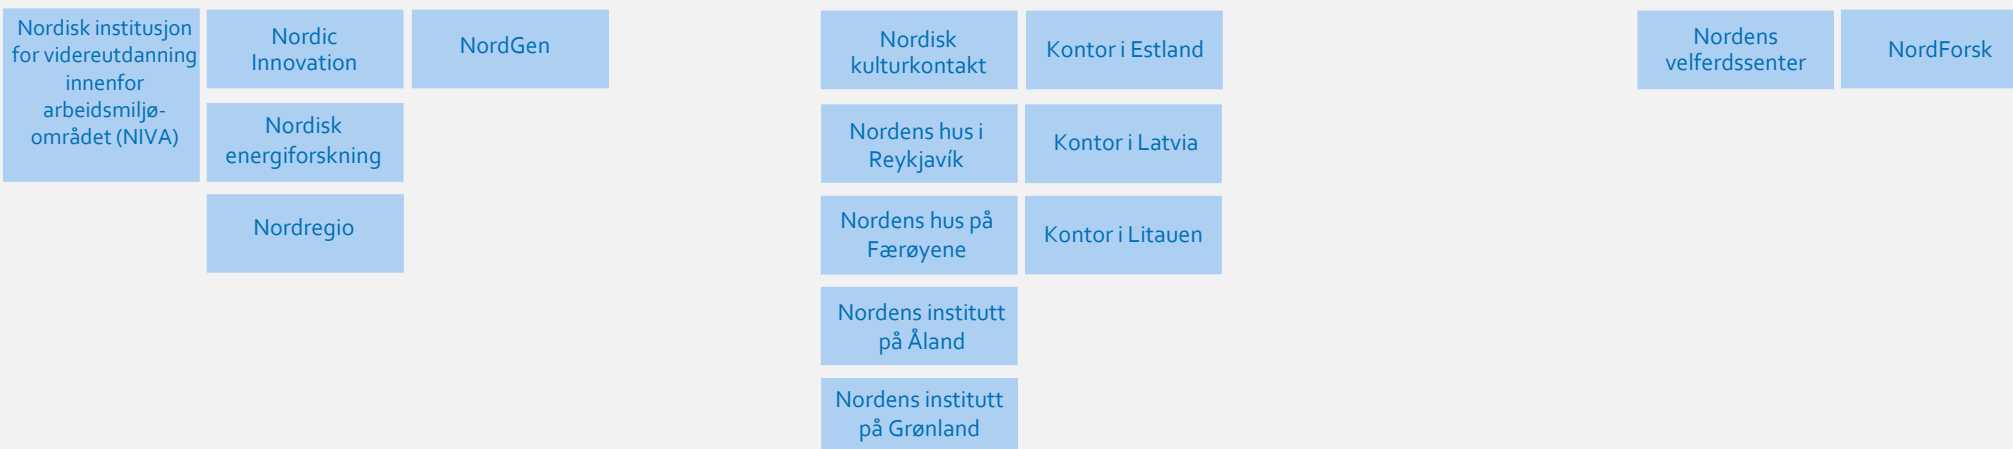 Nordisk institusjon
for videreutdanning
innenfor
arbeidsmiljø-
området (NIVA)
Nordic
Innovation
Nordisk
energiforskning
Nordregio
NordGen
Nordisk
kulturkontakt
Nordens hus i
Reykjavík
Nordens hus på
Færøyene
Nordens institutt
på Åland
Nordens institutt
på Grønland
Kontor i Estland
Kontor i Latvia
Kontor i Litauen
Nordens
velferdssenter
NordForsk